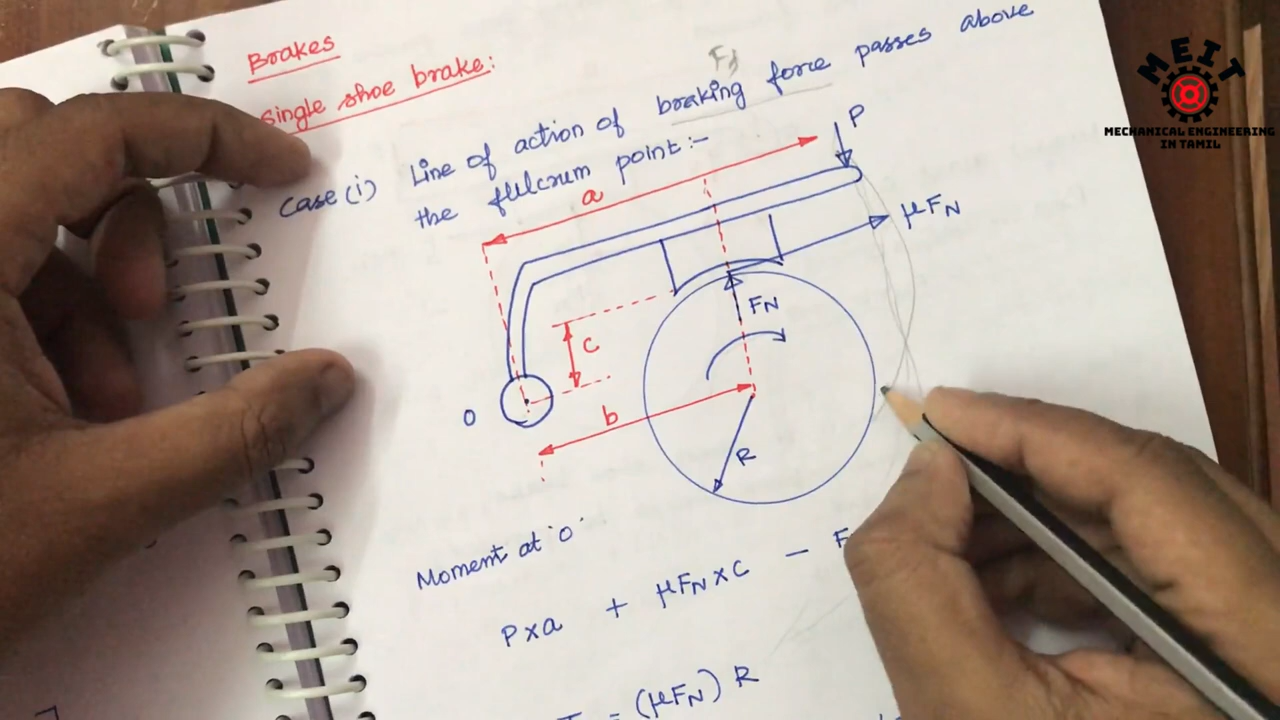 Brakes
Single shoe brake:
Case (i) Line of action of braking force passes above
the fulcrum point:-
P
a
μFN
FN
C
O
b
R
Moment at 'O'
P×a + μFN×C - F
= (μFN) R
MEIT
MECHANICAL ENGINEERING
IN TAMIL